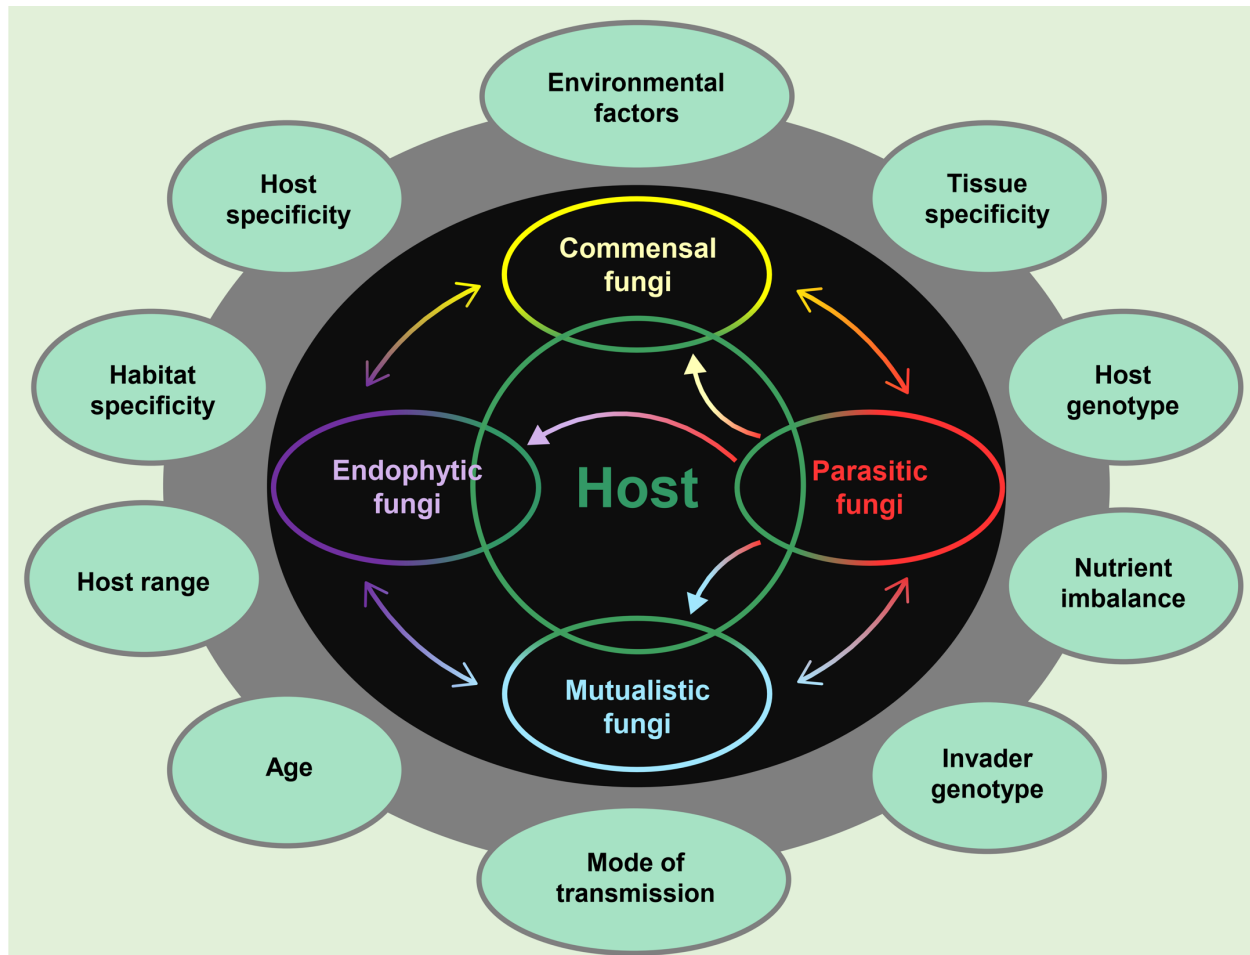 Environmental
factors
Host
specificity
Tissue
specificity
Commensal
fungi
Habitat
specificity
Host
genotype
Endophytic
fungi
Host
Parasitic
fungi
Host range
Nutrient
imbalance
Mutualistic
fungi
Age
Invader
genotype
Mode of
transmission